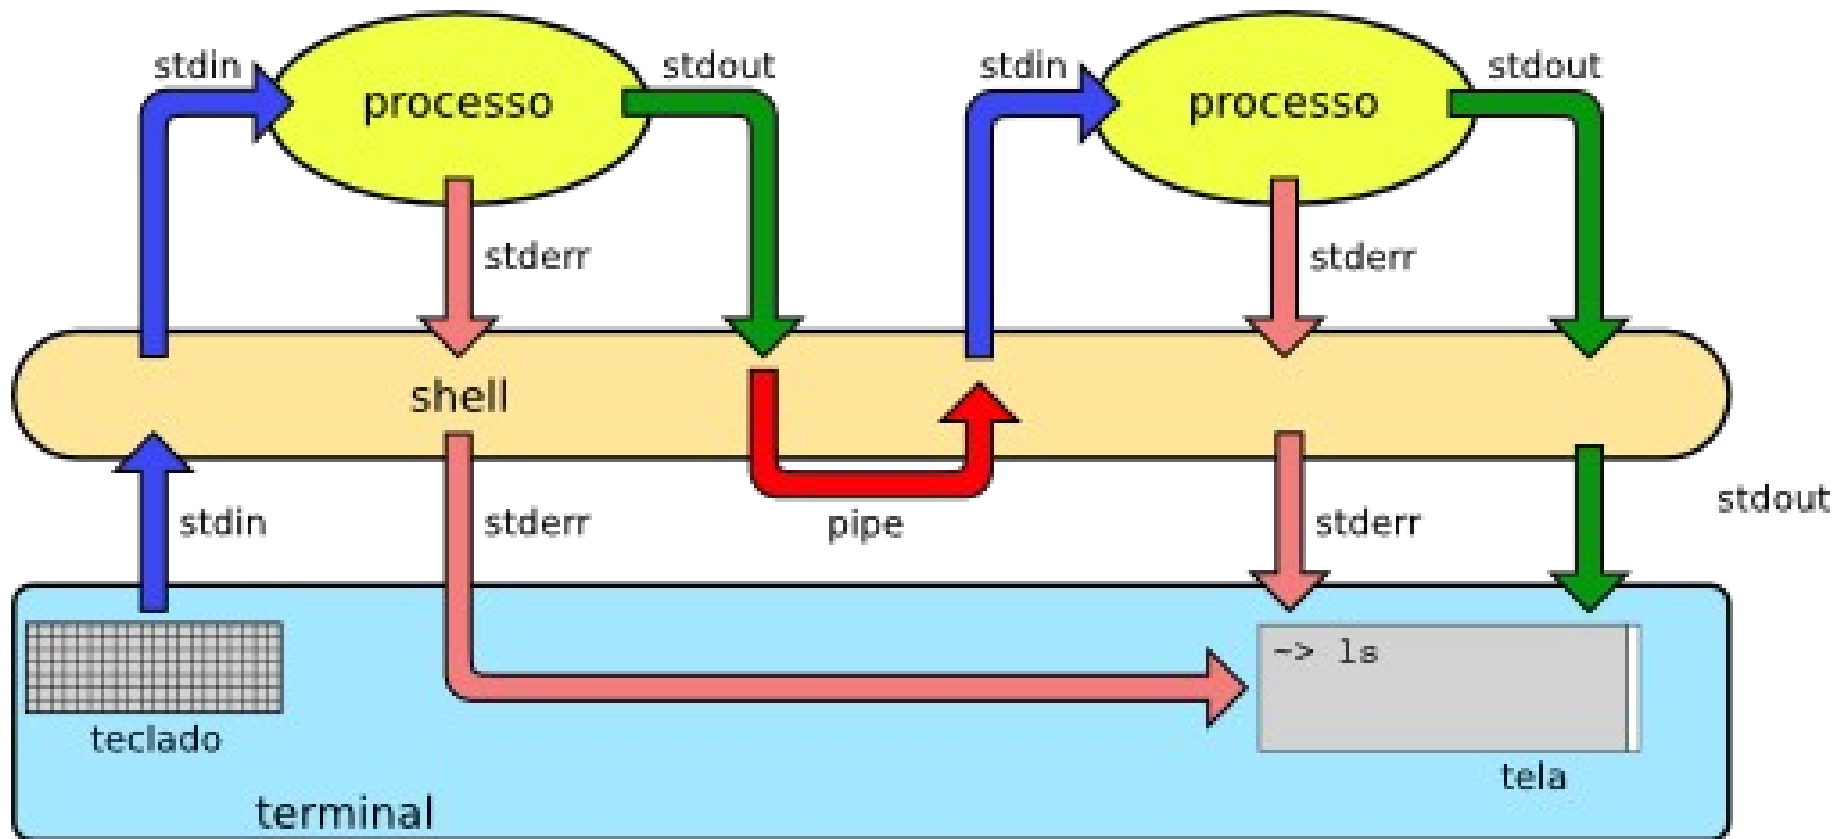 stdin
stdout
stdin
stdout
processo
processo
stderr
stderr
shell
stdin
stderr
pipe
stderr
stdout
~> ls
teclado
tela
terminal